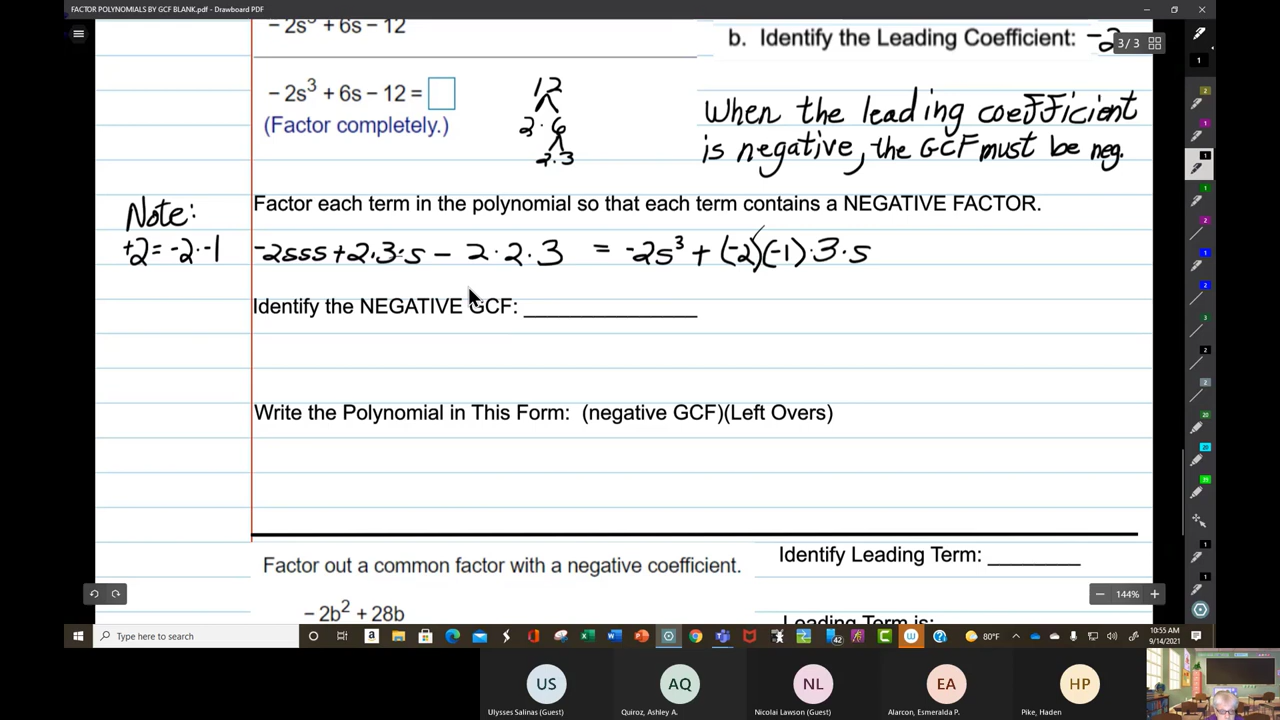 FACTOR POLYNOMIALS BY GCF BLANK.pdf - Drawboard PDF
1
- 2s³ + 6s - 12
b. Identify the Leading Coefficient: -2
3 / 3
- 2s³ + 6s - 12 =
(Factor completely.)
12
2 · 6
2·3
When the leading coefficient
is negative, the GCF must be neg.
Factor each term in the polynomial so that each term contains a NEGATIVE FACTOR.
Note:
+2 = -2·-1
-2sss + 2·3·s - 2·2·3 = -2s³ + (-2)(-1)·3·s
Identify the NEGATIVE GCF: ______________
Write the Polynomial in This Form: (negative GCF)(Left Overs)
Factor out a common factor with a negative coefficient.
Identify Leading Term: ________
- 2b² + 28b
Leading Term is:
144%
Type here to search
80°F
10:55 AM
9/14/2021
US
AQ
NL
EA
HP
Ulysses Salinas (Guest)
Quiroz, Ashley A.
Nicolai Lawson (Guest)
Alarcon, Esmeralda P.
Pike, Haden